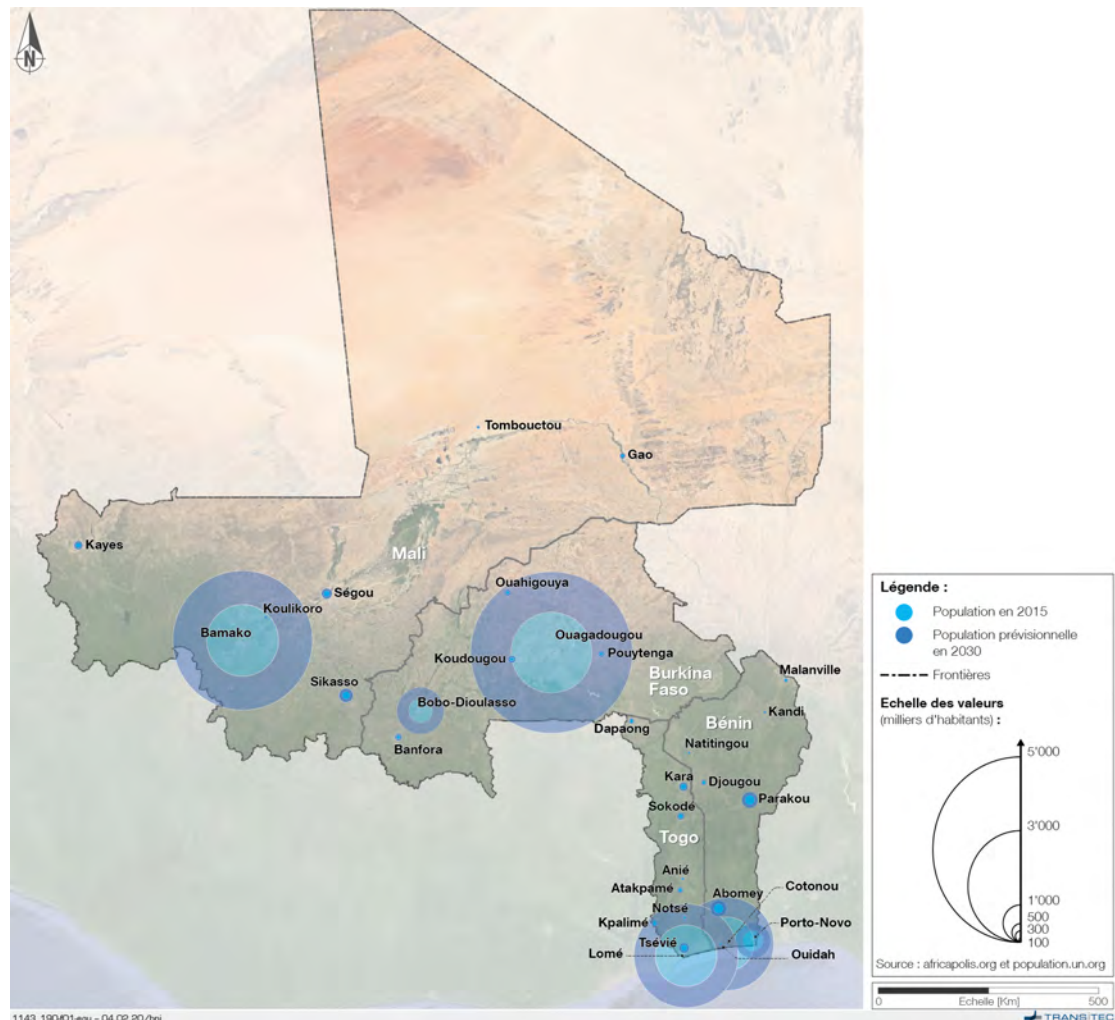 N
Tombouctou
Gao
Kayes
Mali
Ségou
Ouahigouya
Koulikoro
Bamako
Ouagadougou
Koudougou
Pouytenga
Sikasso
Burkina
Faso
Malanville
Bobo-Dioulasso
Kandi
Dapaong
Bénin
Banfora
Natitingou
Kara
Djougou
Parakou
Sokodé
Togo
Anié
Cotonou
Atakpamé
Abomey
Notsé
Kpalimé
Porto-Novo
Tsévié
Lomé
Ouidah
Légende :
Population en 2015
Population prévisionnelle
en 2030
Frontières
Echelle des valeurs
(milliers d'habitants) :
5'000
3'000
1'000
500
300
100
Source : africapolis.org et population.un.org
0 Echelle [Km] 500
TRANSITEC